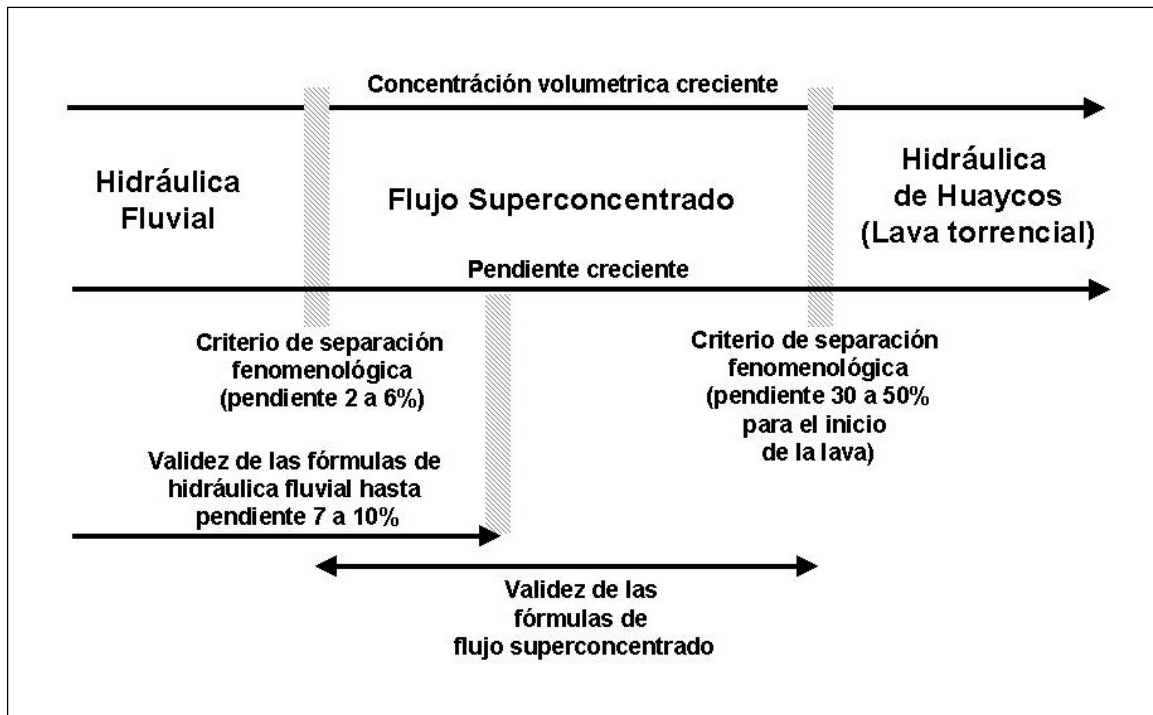 Concentráción volumetrica creciente
Hidráulica
Fluvial
Flujo Superconcentrado
Hidráulica
de Huaycos
(Lava torrencial)
Pendiente creciente
Criterio de separación
fenomenológica
(pendiente 2 a 6%)
Criterio de separación
fenomenológica
(pendiente 30 a 50%
para el inicio
de la lava)
Validez de las fórmulas de
hidráulica fluvial hasta
pendiente 7 a 10%
Validez de las
fórmulas de
flujo superconcentrado